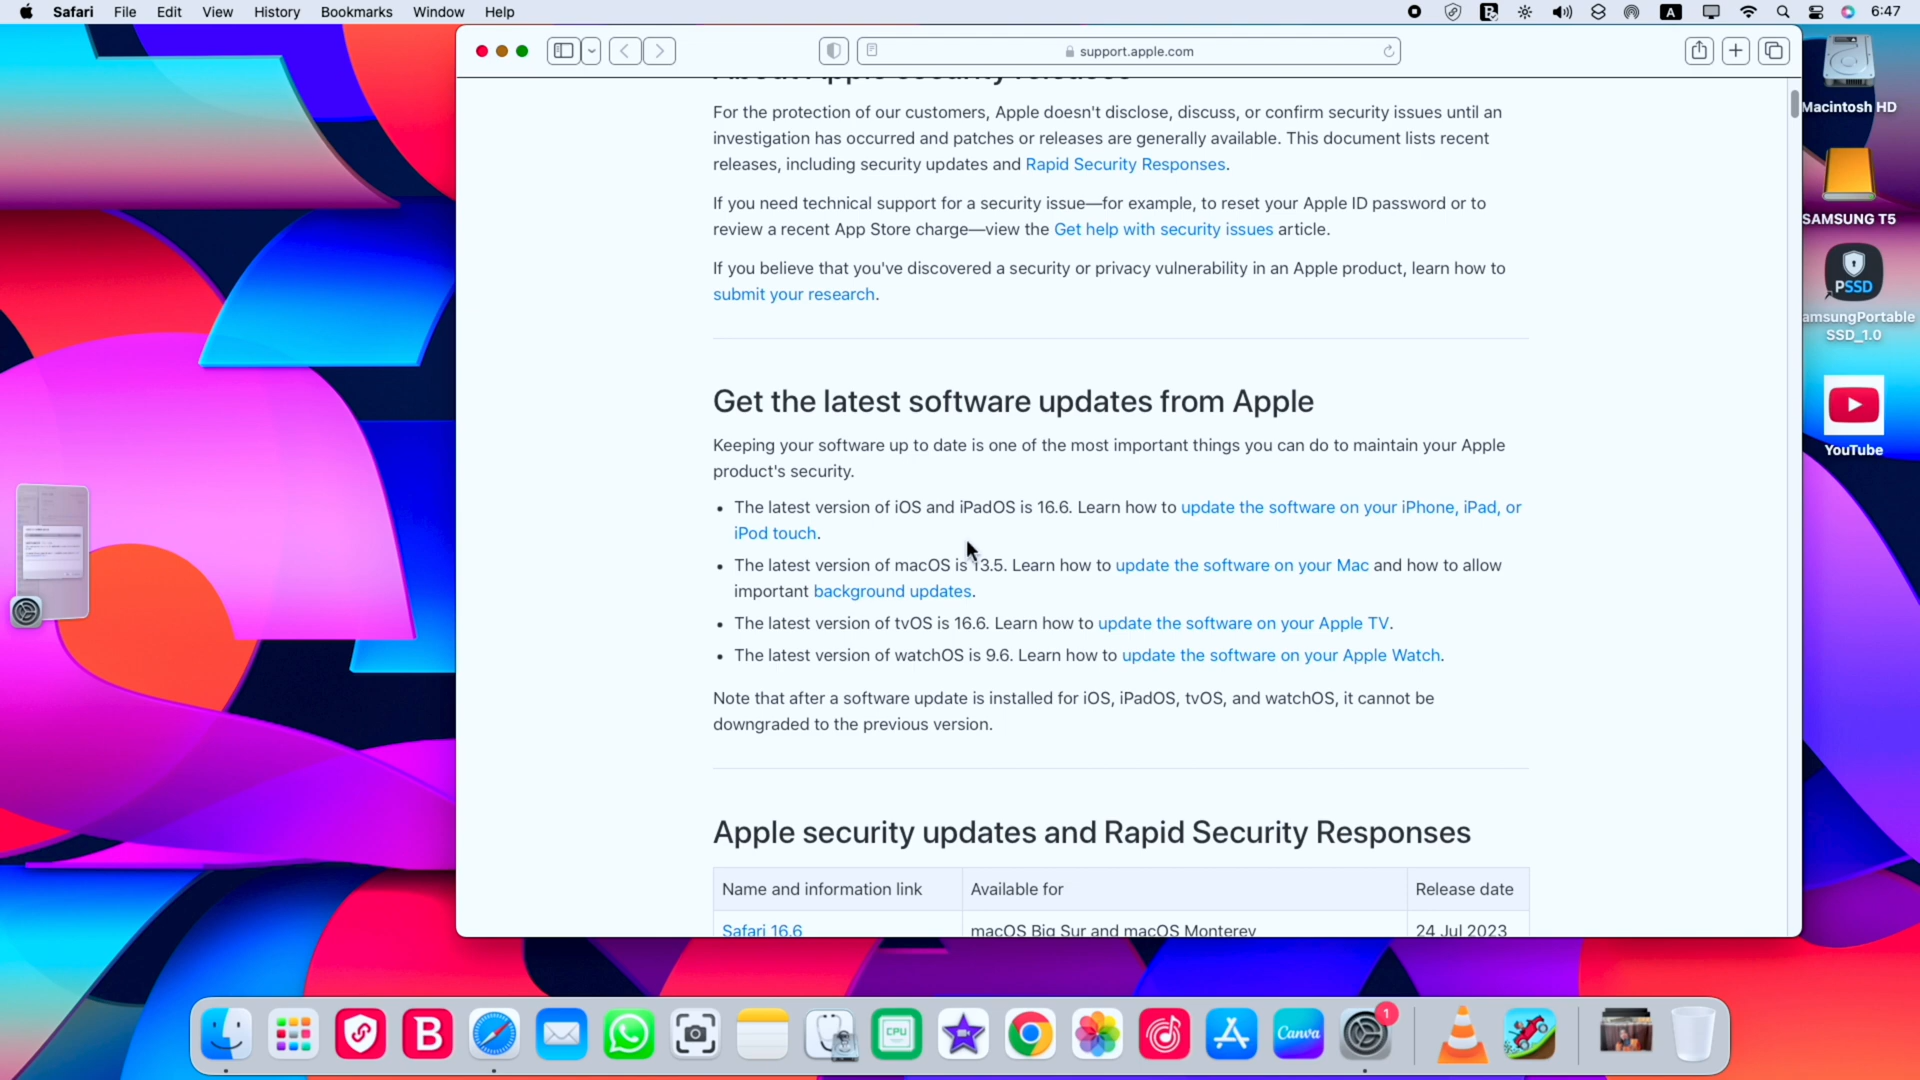 Safari File Edit View History Bookmarks Window Help
A
6:47
support.apple.com
About Apple security releases
For the protection of our customers, Apple doesn't disclose, discuss, or confirm security issues until an
investigation has occurred and patches or releases are generally available. This document lists recent
releases, including security updates and Rapid Security Responses.
If you need technical support for a security issue—for example, to reset your Apple ID password or to
review a recent App Store charge—view the Get help with security issues article.
If you believe that you've discovered a security or privacy vulnerability in an Apple product, learn how to
submit your research.
Get the latest software updates from Apple
Keeping your software up to date is one of the most important things you can do to maintain your Apple
product's security.
• The latest version of iOS and iPadOS is 16.6. Learn how to update the software on your iPhone, iPad, or
iPod touch.
• The latest version of macOS is 13.5. Learn how to update the software on your Mac and how to allow
important background updates.
• The latest version of tvOS is 16.6. Learn how to update the software on your Apple TV.
• The latest version of watchOS is 9.6. Learn how to update the software on your Apple Watch.
Note that after a software update is installed for iOS, iPadOS, tvOS, and watchOS, it cannot be
downgraded to the previous version.
Apple security updates and Rapid Security Responses
Name and information link Available for Release date
Safari 16.6 macOS Big Sur and macOS Monterey 24 Jul 2023
Macintosh HD
SAMSUNG T5
PSSD
amsungPortable
SSD_1.0
YouTube
B
CPU
Canva
1